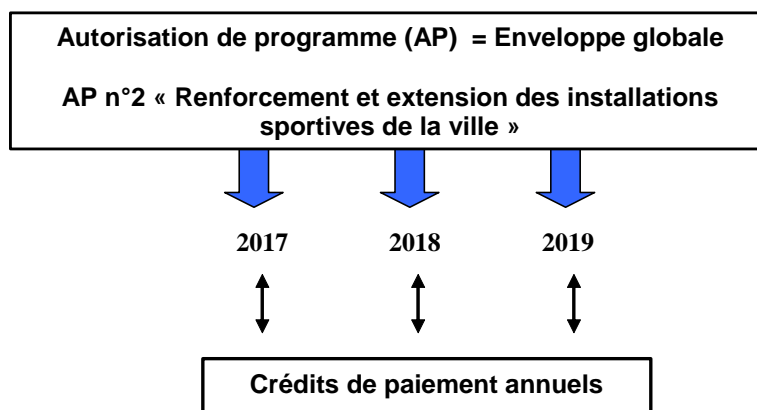 Autorisation de programme (AP) = Enveloppe globale
AP n°2 « Renforcement et extension des installations
sportives de la ville »
2017 2018 2019
Crédits de paiement annuels